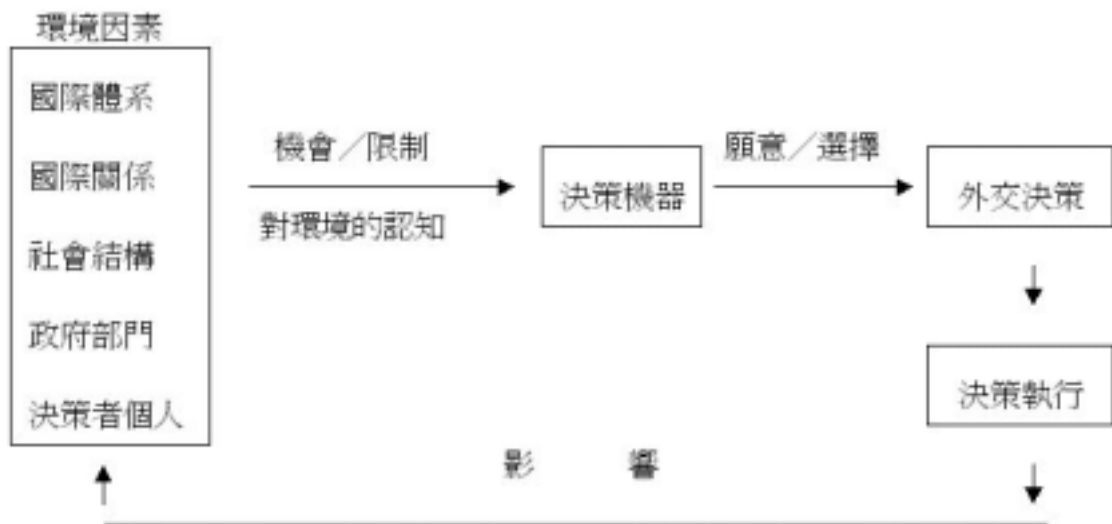 環境因素
國際體系
國際關係
社會結構
政府部門
決策者個人
機會／限制
對環境的認知
決策機器
願意／選擇
外交決策
決策執行
影 響